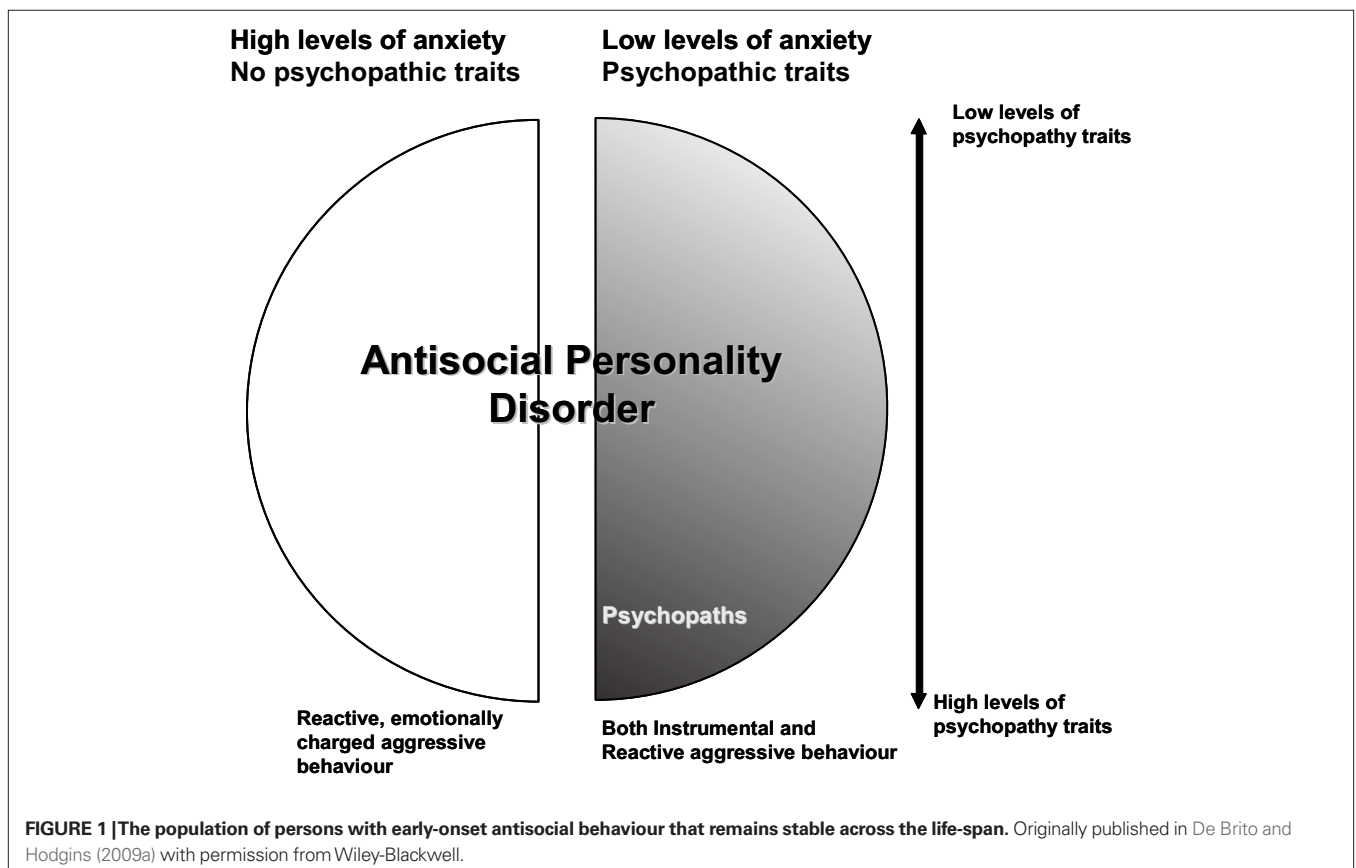 High levels of anxiety
No psychopathic traits
Low levels of anxiety
Psychopathic traits
Low levels of
psychopathy traits
Antisocial Personality
Disorder
Psychopaths
High levels of
psychopathy traits
Reactive, emotionally
charged aggressive
behaviour
Both Instrumental and
Reactive aggressive behaviour
FIGURE 1 | The population of persons with early-onset antisocial behaviour that remains stable across the life-span. Originally published in De Brito and
Hodgins (2009a) with permission from Wiley-Blackwell.